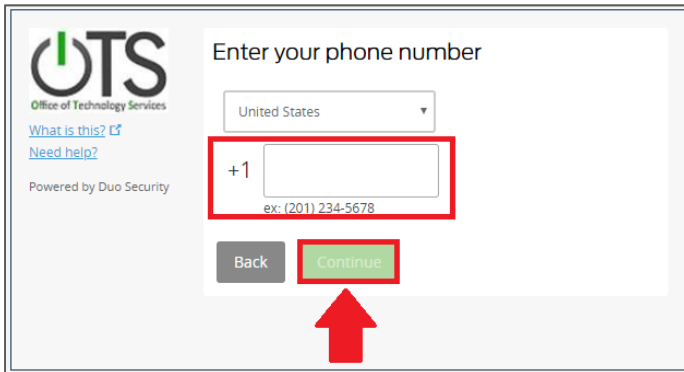 OTS
Office of Technology Services
What is this?
Need help?
Powered by Duo Security
Enter your phone number
United States
+1
ex: (201) 234-5678
Back
Continue